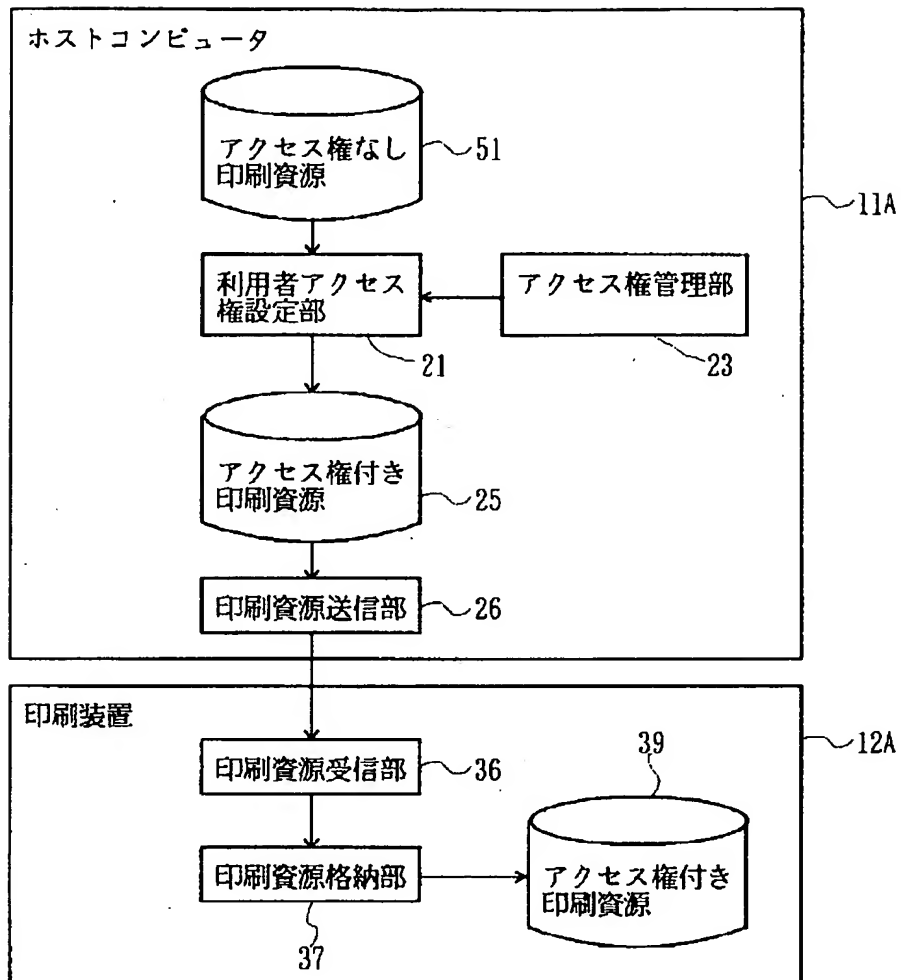 ホストコンピュータ
アクセス権なし
印刷資源
51
11A
利用者アクセス
権設定部
アクセス権管理部
21
23
アクセス権付き
印刷資源
25
印刷資源送信部
26
印刷装置
12A
印刷資源受信部
36
39
印刷資源格納部
アクセス権付き
印刷資源
37